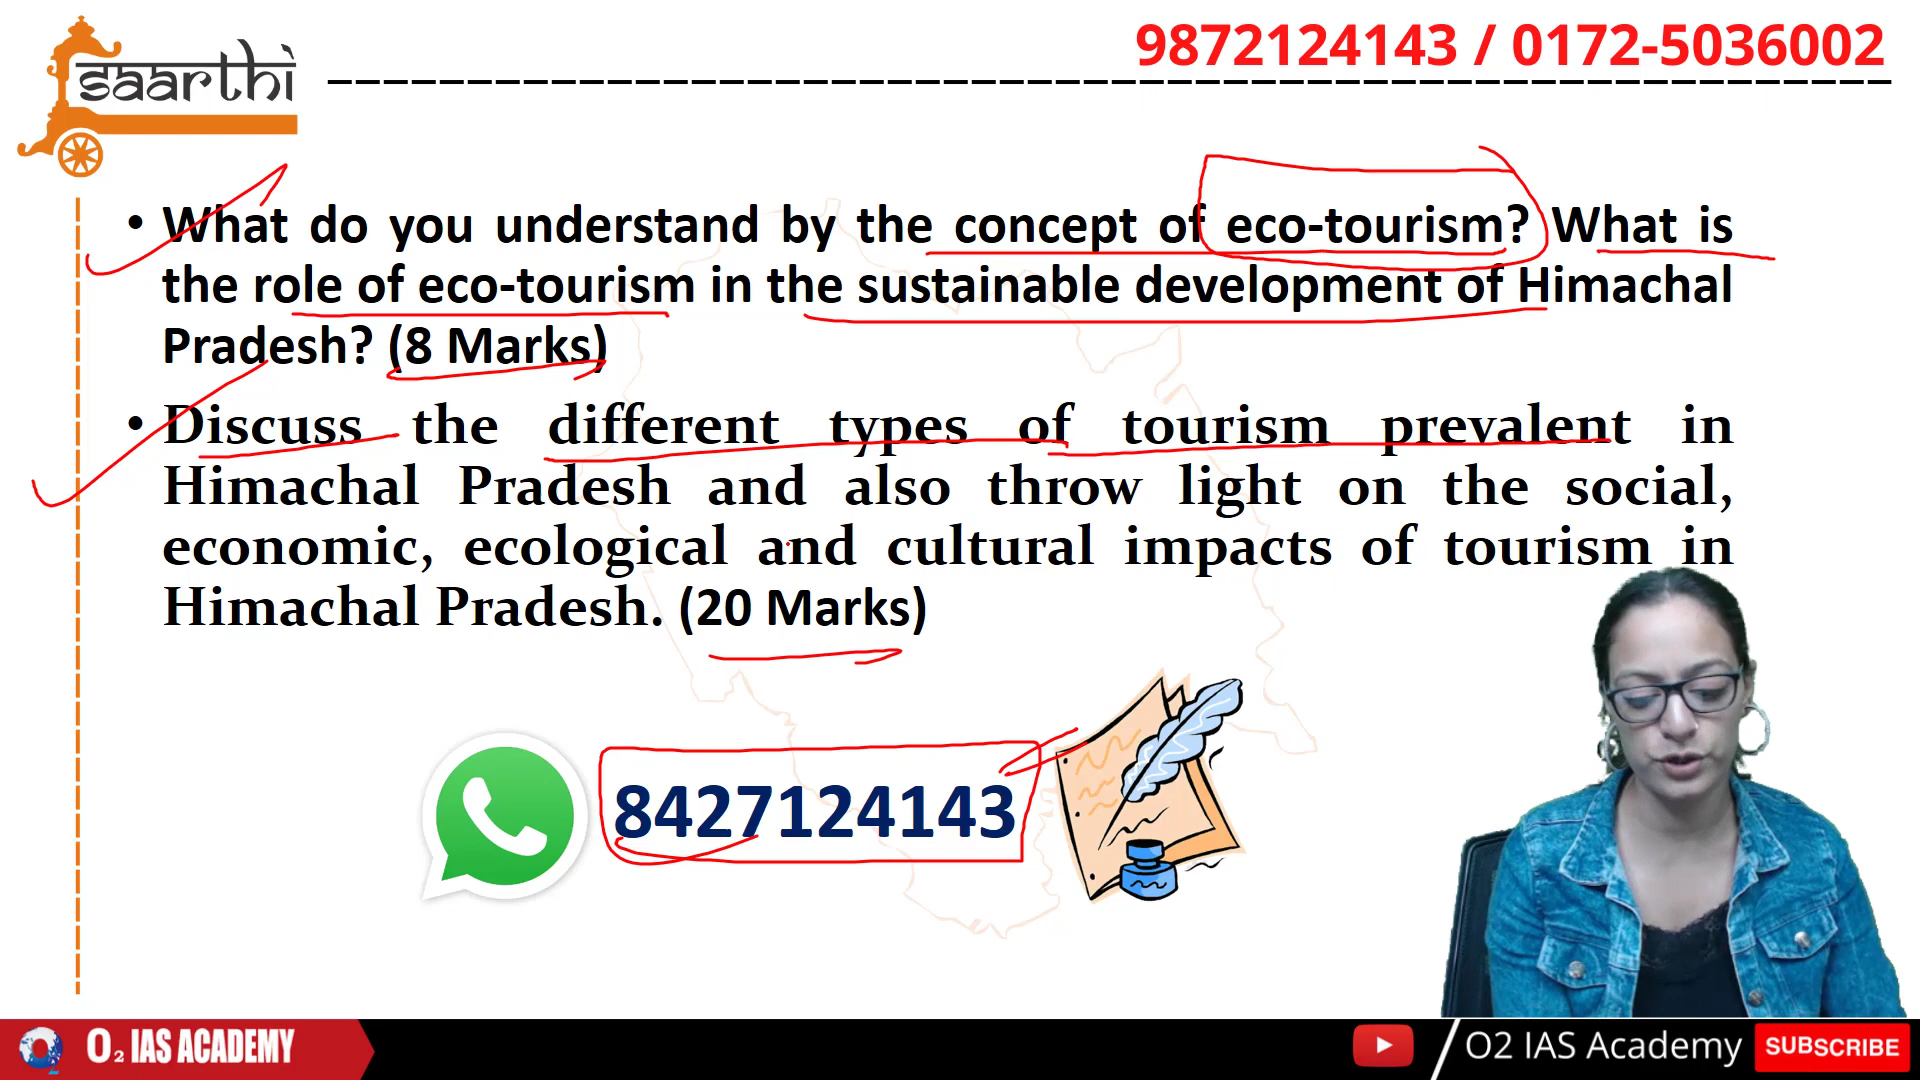 saarthi
9872124143 / 0172-5036002
• What do you understand by the concept of eco-tourism? What is
the role of eco-tourism in the sustainable development of Himachal
Pradesh? (8 Marks)
• Discuss the different types of tourism prevalent in
Himachal Pradesh and also throw light on the social,
economic, ecological and cultural impacts of tourism in
Himachal Pradesh. (20 Marks)
8427124143
O2 IAS ACADEMY
O2 IAS Academy
SUBSCRIBE